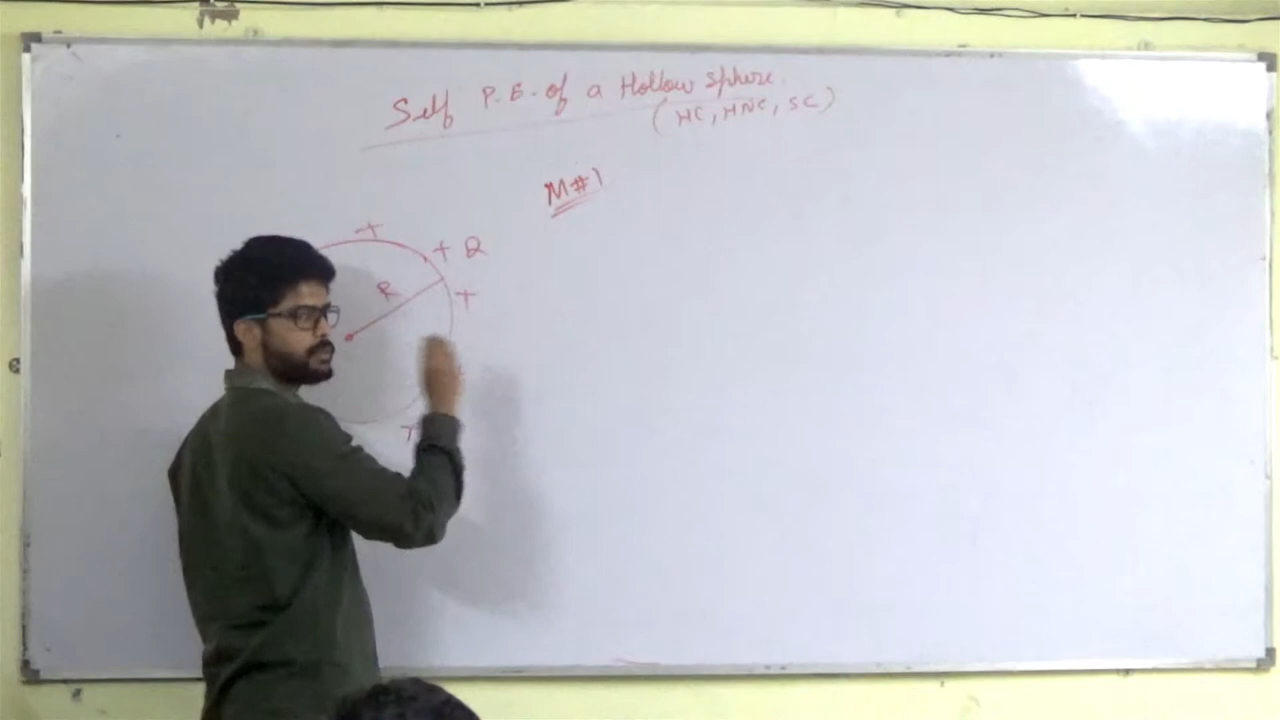 Self P.E. of a Hollow sphere.
(HC, HNC, SC)
M#1
+
+ Q
R
+
+